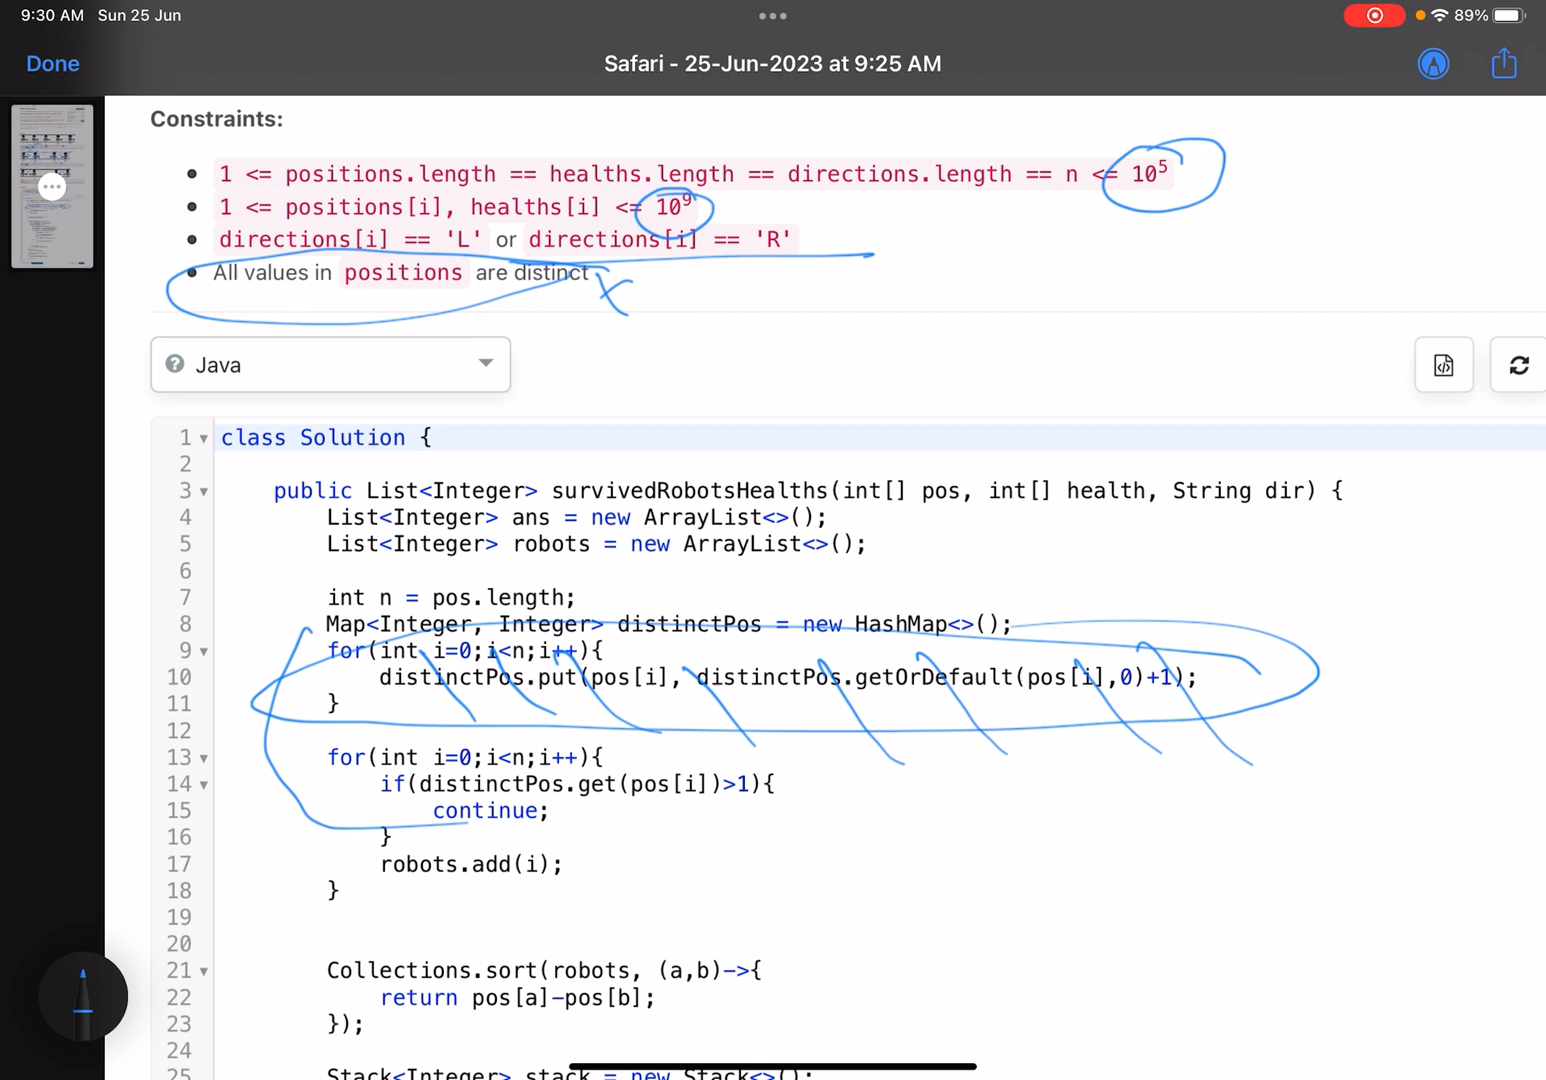 9:30 AM Sun 25 Jun
89%
Done
Safari - 25-Jun-2023 at 9:25 AM
Constraints:
1 <= positions.length == healths.length == directions.length == n <= 10^5
1 <= positions[i], healths[i] <= 10^9
directions[i] == 'L' or directions[i] == 'R'
All values in positions are distinct
X
Java
1 class Solution {
2
3 public List<Integer> survivedRobotsHealths(int[] pos, int[] health, String dir) {
4 List<Integer> ans = new ArrayList<>();
5 List<Integer> robots = new ArrayList<>();
6
7 int n = pos.length;
8 Map<Integer, Integer> distinctPos = new HashMap<>();
9 for(int i=0;i<n;i++){
10 distinctPos.put(pos[i], distinctPos.getOrDefault(pos[i],0)+1);
11 }
12
13 for(int i=0;i<n;i++){
14 if(distinctPos.get(pos[i])>1){
15 continue;
16 }
17 robots.add(i);
18 }
19
20
21 Collections.sort(robots, (a,b)->{
22 return pos[a]-pos[b];
23 });
24
25 Stack<Integer> stack = new Stack<>();